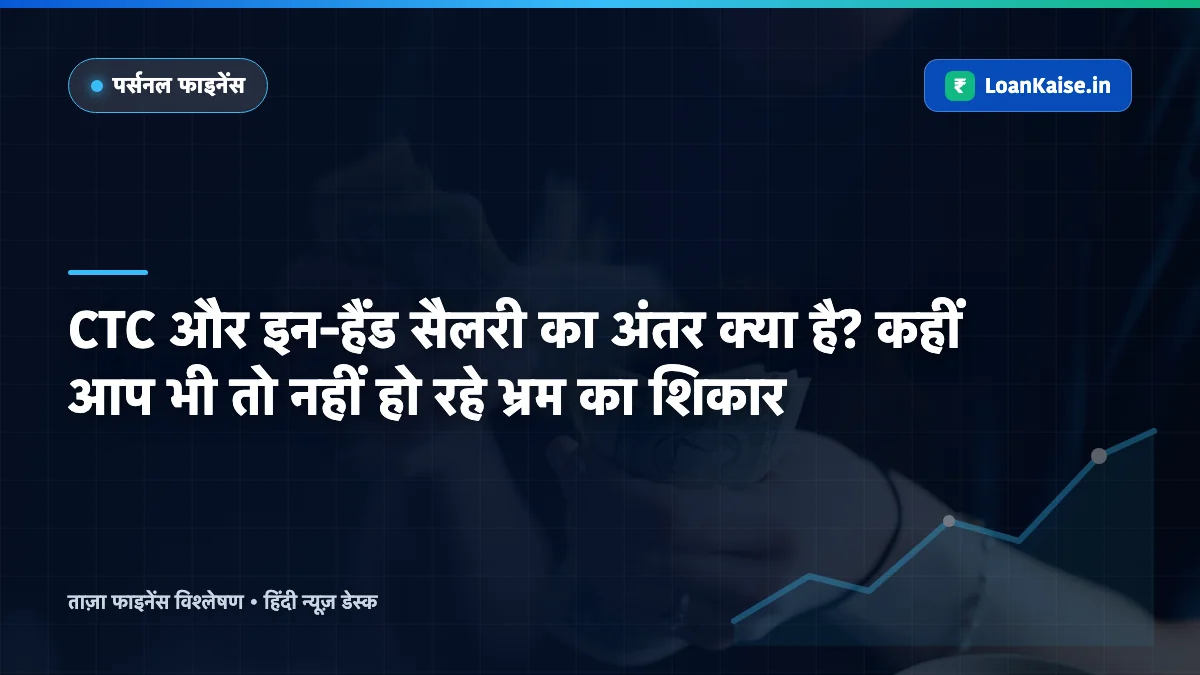 पर्सनल फाइनेंस
₹ LoanKaise.in
CTC और इन-हैंड सैलरी का अंतर क्या है? कहीं
आप भी तो नहीं हो रहे भ्रम का शिकार
ताज़ा फाइनेंस विश्लेषण • हिंदी न्यूज़ डेस्क